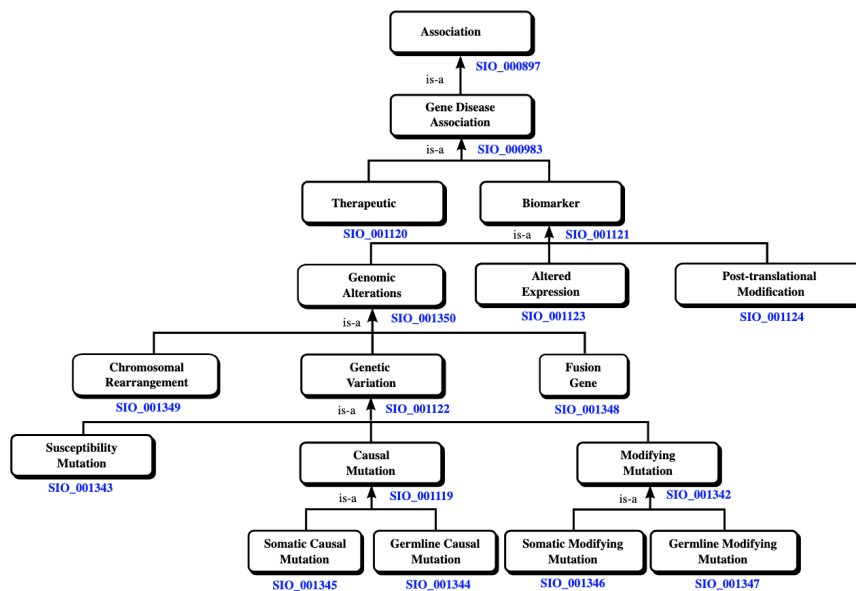 Association
is-a
SIO_000897
Gene Disease
Association
is-a
SIO_000983
Therapeutic
Biomarker
SIO_001120
is-a
SIO_001121
Genomic
Alterations
Altered
Expression
Post-translational
Modification
is-a
SIO_001350
SIO_001123
SIO_001124
Chromosomal
Rearrangement
Genetic
Variation
Fusion
Gene
SIO_001349
is-a
SIO_001122
SIO_001348
Susceptibility
Mutation
Causal
Mutation
Modifying
Mutation
SIO_001343
is-a
SIO_001119
is-a
SIO_001342
Somatic Causal
Mutation
Germline Causal
Mutation
Somatic Modifying
Mutation
Germline Modifying
Mutation
SIO_001345
SIO_001344
SIO_001346
SIO_001347